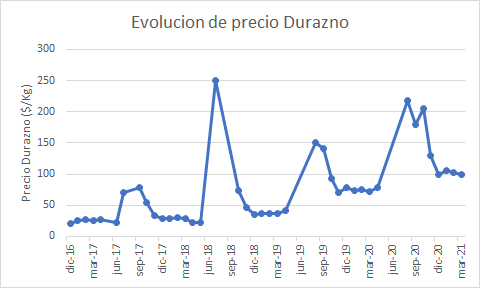 Evolucion de precio Durazno
300
250
200
150
100
50
0
Precio Durazno ($/Kg)
dic-16
mar-17
jun-17
sep-17
dic-17
mar-18
jun-18
sep-18
dic-18
mar-19
jun-19
sep-19
dic-19
mar-20
jun-20
sep-20
dic-20
mar-21